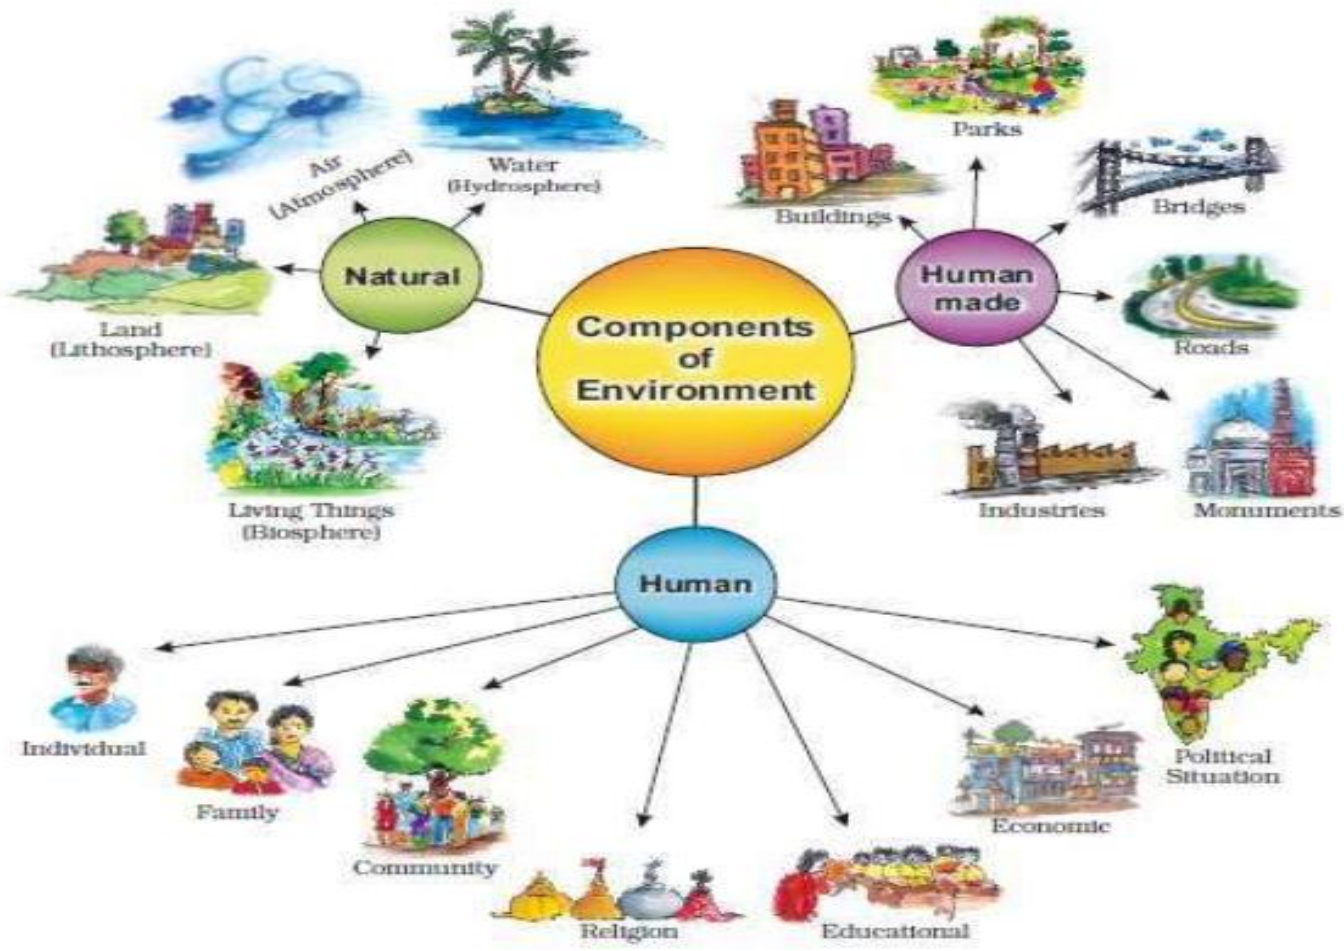 Components
of
Environment
Natural
Air
(Atmosphere)
Water
(Hydrosphere)
Land
(Lithosphere)
Living Things
(Biosphere)
Human
made
Buildings
Parks
Bridges
Roads
Industries
Monuments
Human
Individual
Family
Community
Religion
Educational
Economic
Political
Situation